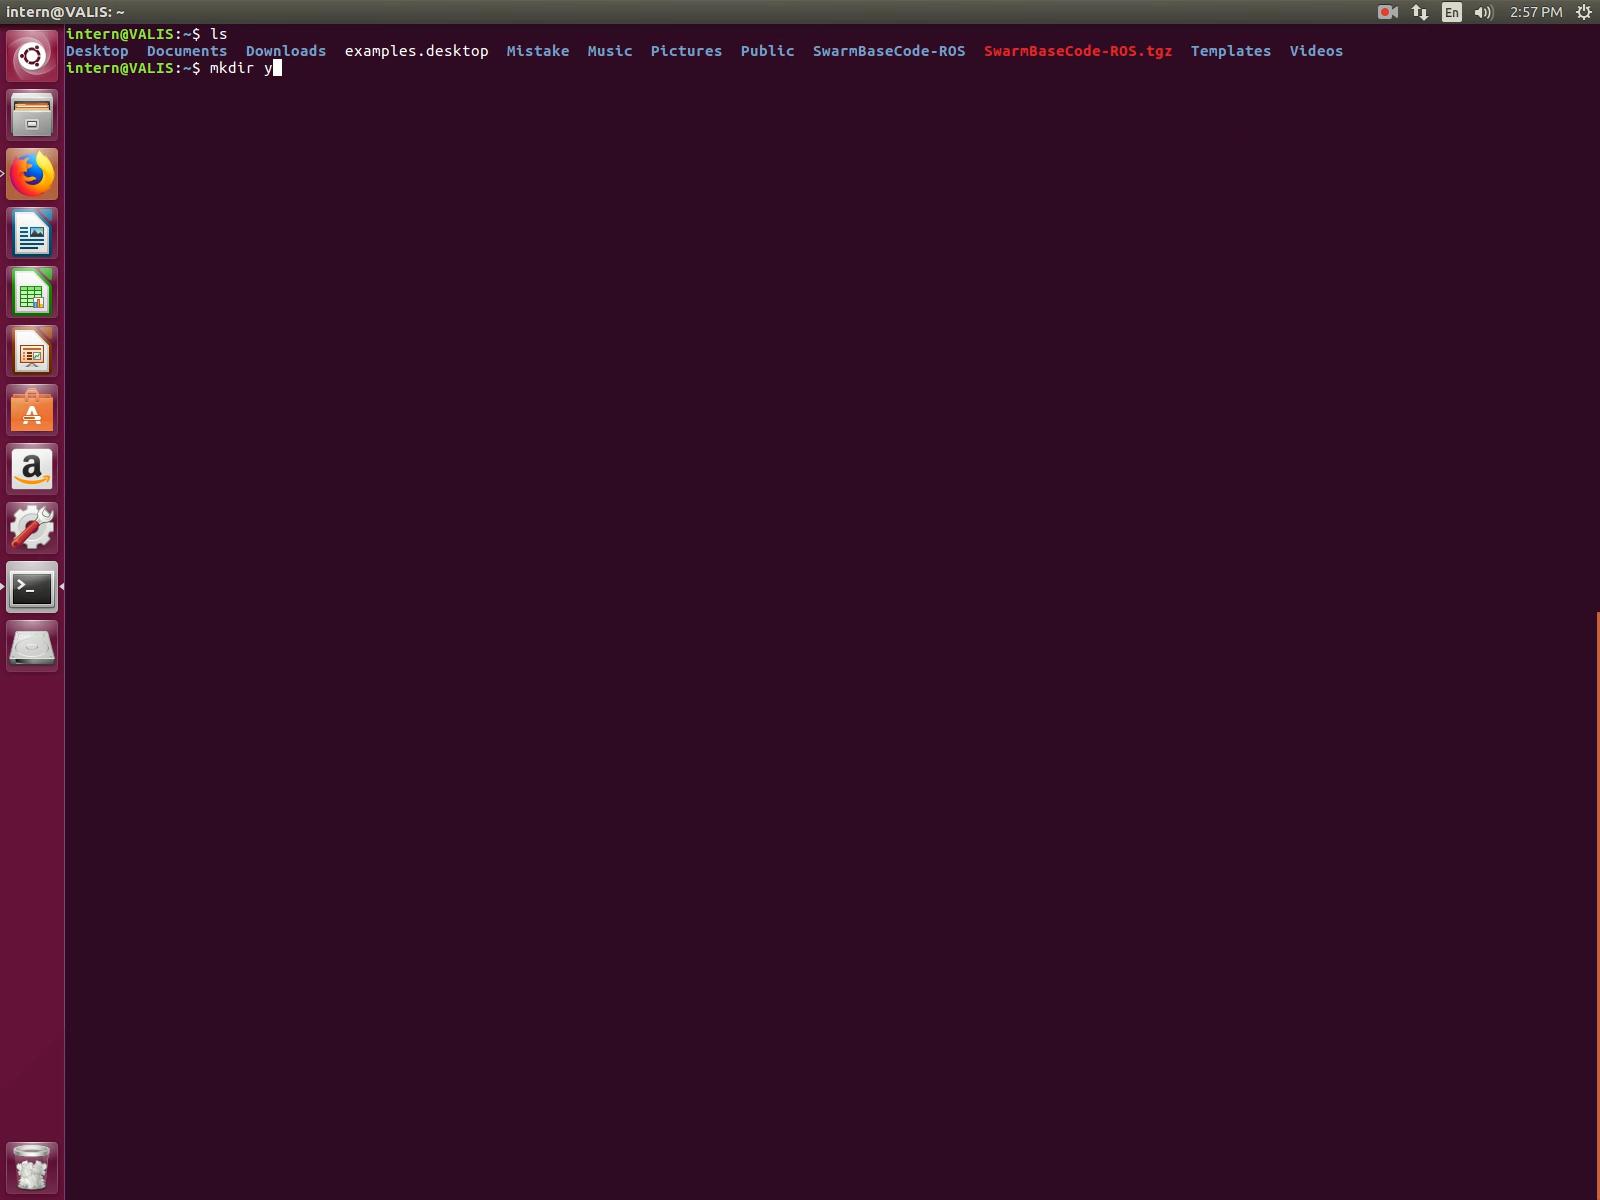 intern@VALIS: ~
En
2:57 PM
intern@VALIS:~$ ls
Desktop Documents Downloads examples.desktop Mistake Music Pictures Public SwarmBaseCode-ROS SwarmBaseCode-ROS.tgz Templates Videos
intern@VALIS:~$ mkdir y